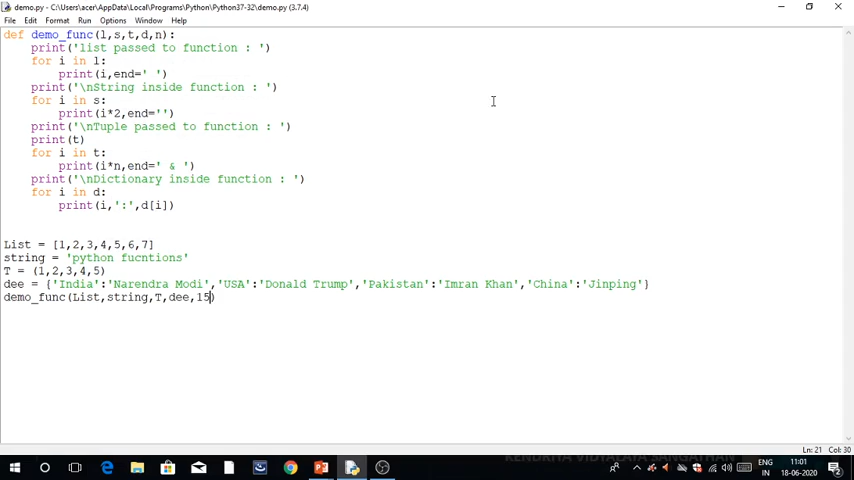 demo.py - C:\Users\acer\AppData\Local\Programs\Python\Python37-32\demo.py (3.7.4)
File Edit Format Run Options Window Help
def demo_func(l,s,t,d,n):
    print('list passed to function : ')
    for i in l:
        print(i,end=' ')
    print('\nString inside function : ')
    for i in s:
        print(i*2,end='')
    print('\nTuple passed to function : ')
    print(t)
    for i in t:
        print(i*n,end=' & ')
    print('\nDictionary inside function : ')
    for i in d:
        print(i,':',d[i])
List = [1,2,3,4,5,6,7]
string = 'python fucntions'
T = (1,2,3,4,5)
dee = {'India':'Narendra Modi','USA':'Donald Trump','Pakistan':'Imran Khan','China':'Jinping'}
demo_func(List,string,T,dee,15)
Ln: 21 Col: 30
KENDRIYA VIDYALAYA SANGATHAN
ENG 11:01
IN 18-06-2020
2